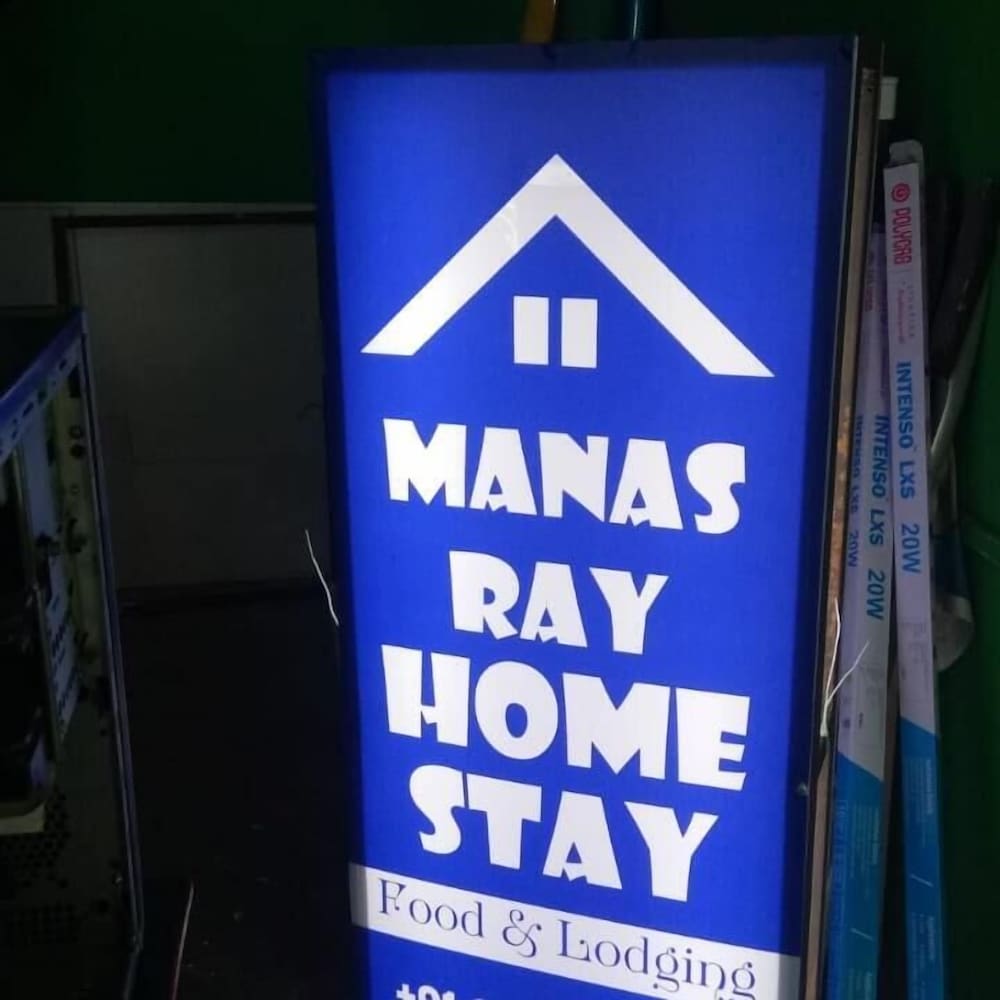 MANAS
RAY
HOME
STAY
Food & Lodging
POLYCAB
INTENSO LXS 20W
INTENSO LXS 20W
INTENSO LXS 20W